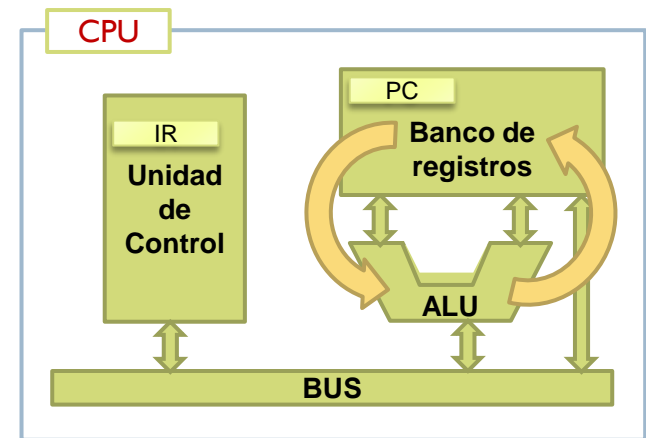 CPU
IR
Unidad
de
Control
PC
Banco de
registros
ALU
BUS